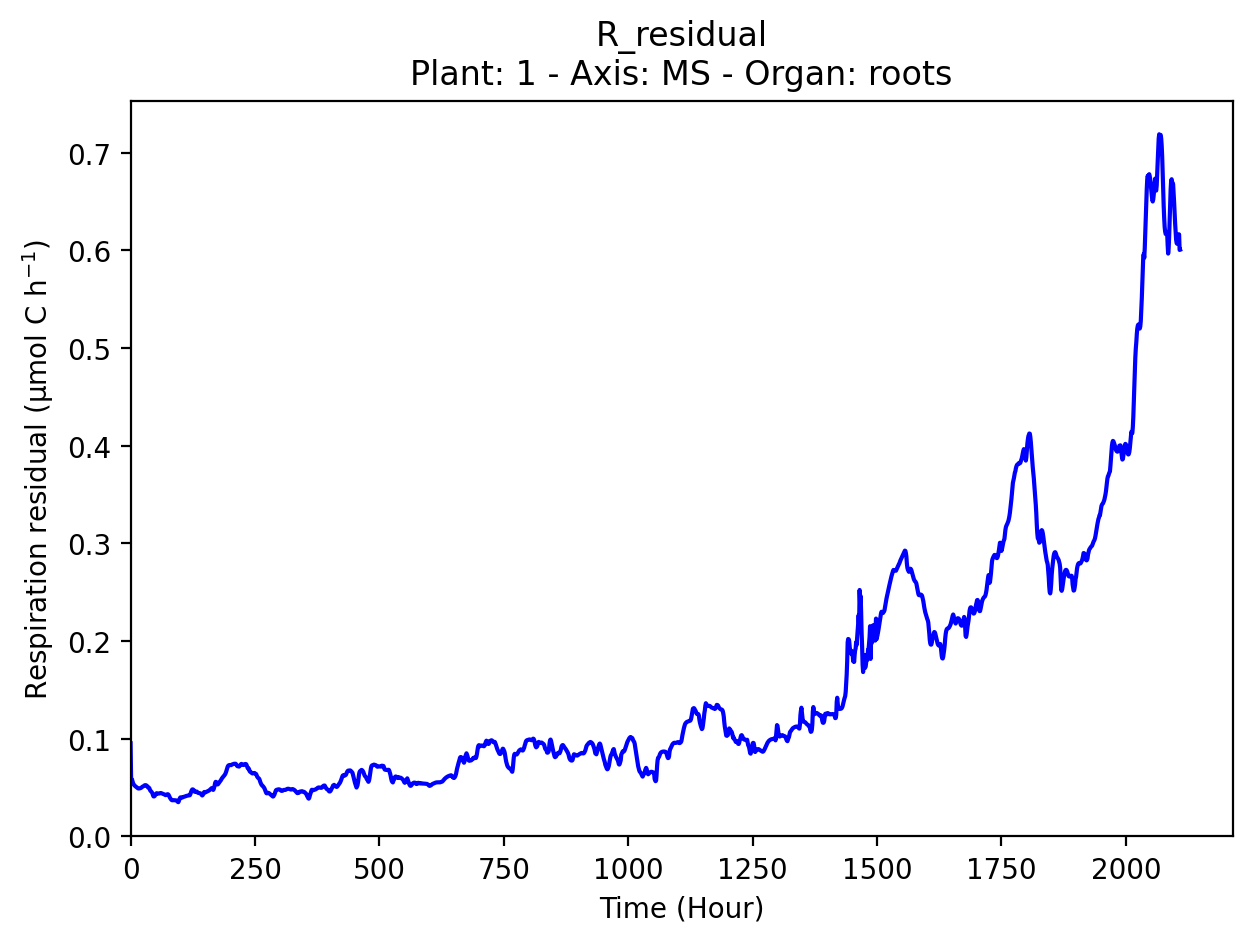 R_residual
Plant: 1 - Axis: MS - Organ: roots
Respiration residual (µmol C h⁻¹)
0.7
0.6
0.5
0.4
0.3
0.2
0.1
0.0
0 250 500 750 1000 1250 1500 1750 2000
Time (Hour)